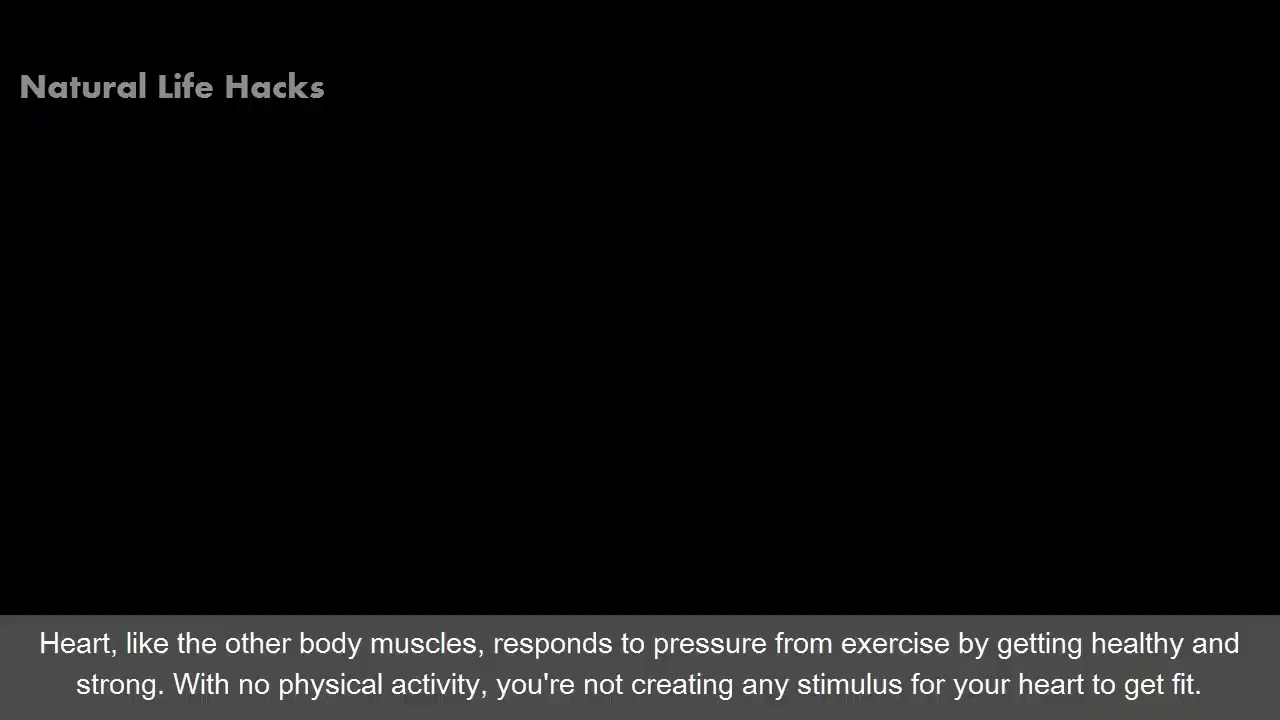 Natural Life Hacks
Heart, like the other body muscles, responds to pressure from exercise by getting healthy and
strong. With no physical activity, you're not creating any stimulus for your heart to get fit.